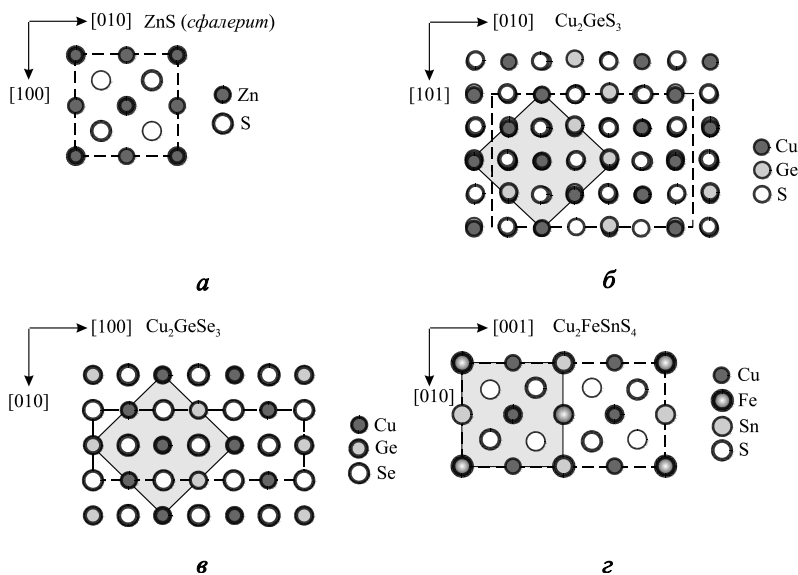 [010] ZnS (сфалерит)
[100]
Zn
S
а
[010] Cu₂GeS₃
[101]
Cu
Ge
S
б
[100] Cu₂GeSe₃
[010]
Cu
Ge
Se
в
[001] Cu₂FeSnS₄
[010]
Cu
Fe
Sn
S
г